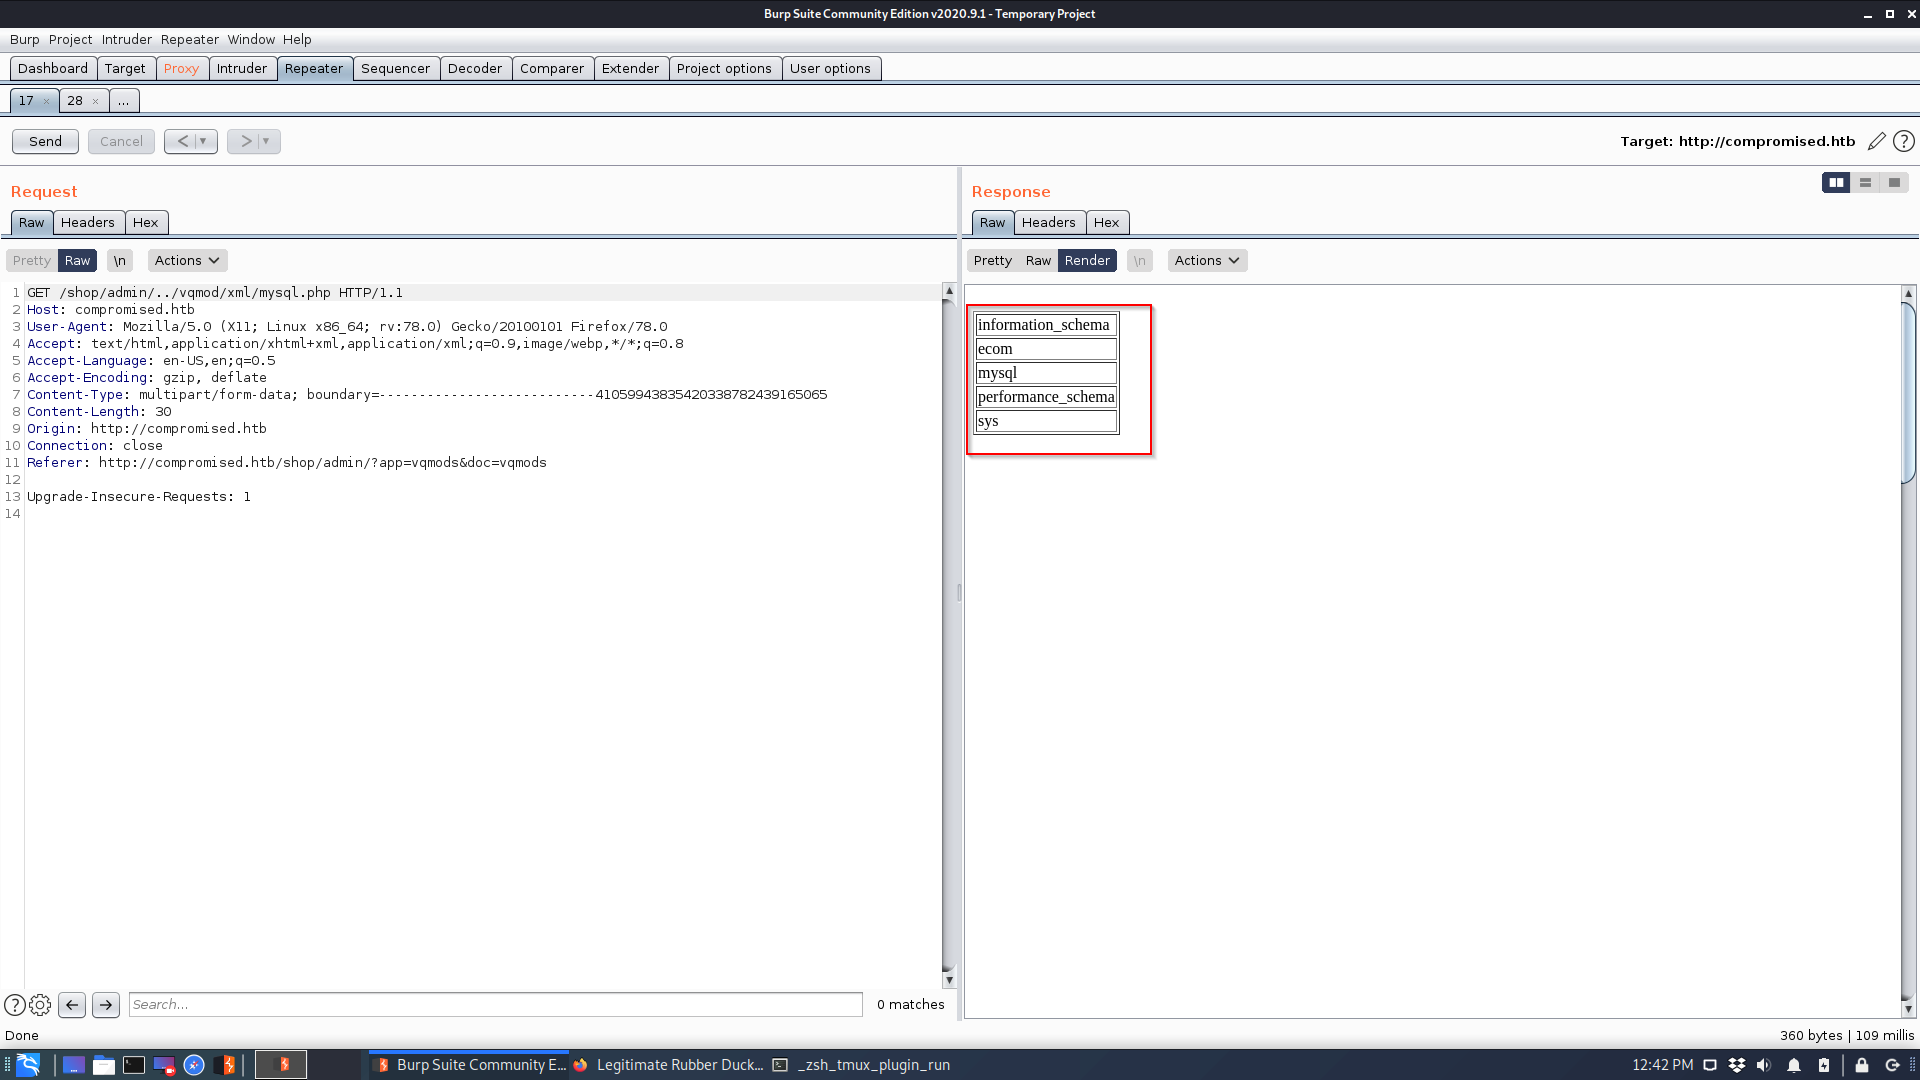 Burp Suite Community Edition v2020.9.1 - Temporary Project
Burp Project Intruder Repeater Window Help
Dashboard Target Proxy Intruder Repeater Sequencer Decoder Comparer Extender Project options User options
17 × 28 × ...
Send Cancel < > Target: http://compromised.htb ?
Request
Raw Headers Hex
Pretty Raw \n Actions
1 GET /shop/admin/../vqmod/xml/mysql.php HTTP/1.1
2 Host: compromised.htb
3 User-Agent: Mozilla/5.0 (X11; Linux x86_64; rv:78.0) Gecko/20100101 Firefox/78.0
4 Accept: text/html,application/xhtml+xml,application/xml;q=0.9,image/webp,*/*;q=0.8
5 Accept-Language: en-US,en;q=0.5
6 Accept-Encoding: gzip, deflate
7 Content-Type: multipart/form-data; boundary=---------------------------41059943835420338782439165065
8 Content-Length: 30
9 Origin: http://compromised.htb
10 Connection: close
11 Referer: http://compromised.htb/shop/admin/?app=vqmods&doc=vqmods
12
13 Upgrade-Insecure-Requests: 1
14
? Search... 0 matches
Response
Raw Headers Hex
Pretty Raw Render \n Actions
information_schema
ecom
mysql
performance_schema
sys
Done 360 bytes | 109 millis
Burp Suite Community E... Legitimate Rubber Duck... _zsh_tmux_plugin_run 12:42 PM